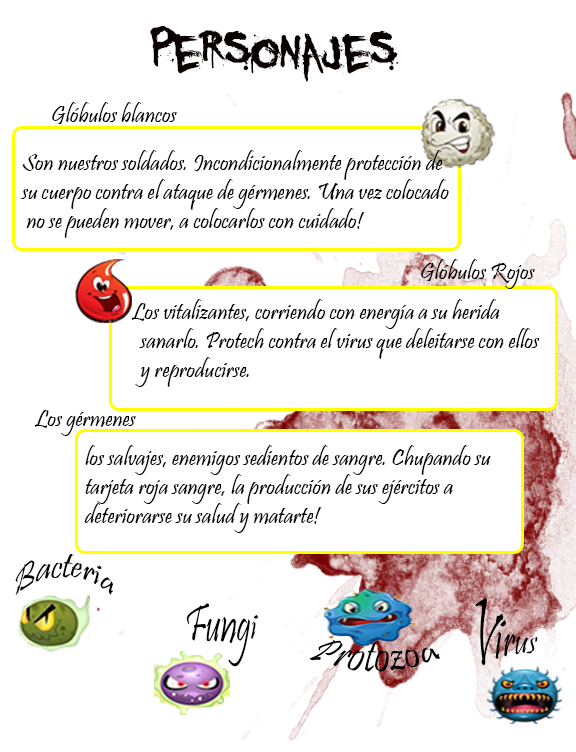 PERSONAJES
Glóbulos blancos
Son nuestros soldados. Incondicionalmente protección de
su cuerpo contra el ataque de gérmenes. Una vez colocado
no se pueden mover, a colocarlos con cuidado!
Glóbulos Rojos
Los vitalizantes, corriendo con energía a su herida
sanarlo. Protech contra el virus que deleitarse con ellos
y reproducirse.
Los gérmenes
los salvajes, enemigos sedientos de sangre. Chupando su
tarjeta roja sangre, la producción de sus ejércitos a
deteriorarse su salud y matarte!
Bacteria
Fungi
Protozoa
Virus